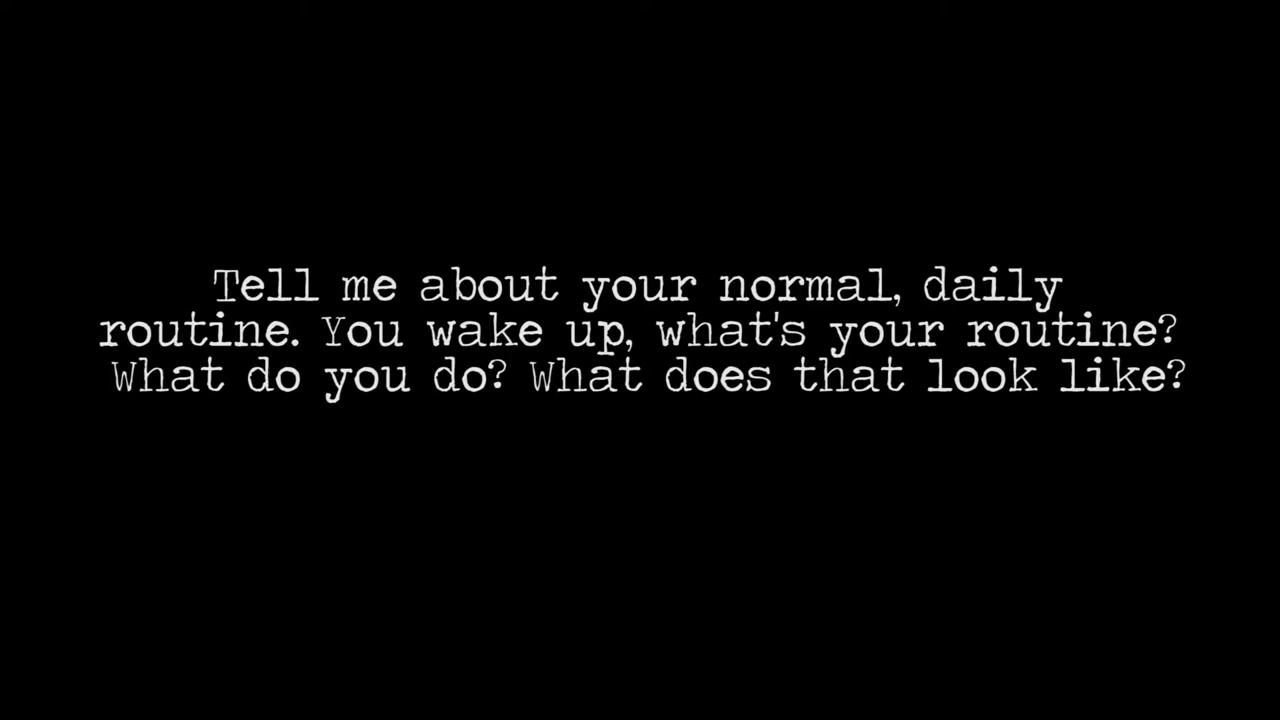 Tell me about your normal, daily
routine. You wake up, what's your routine?
What do you do? What does that look like?